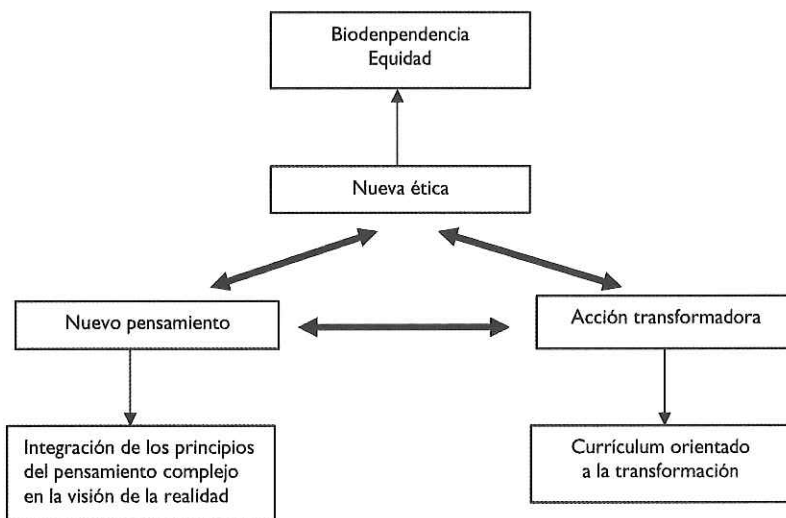 Biodenpendencia
Equidad
Nueva ética
Nuevo pensamiento
Acción transformadora
Integración de los principios
del pensamiento complejo
en la visión de la realidad
Currículum orientado
a la transformación